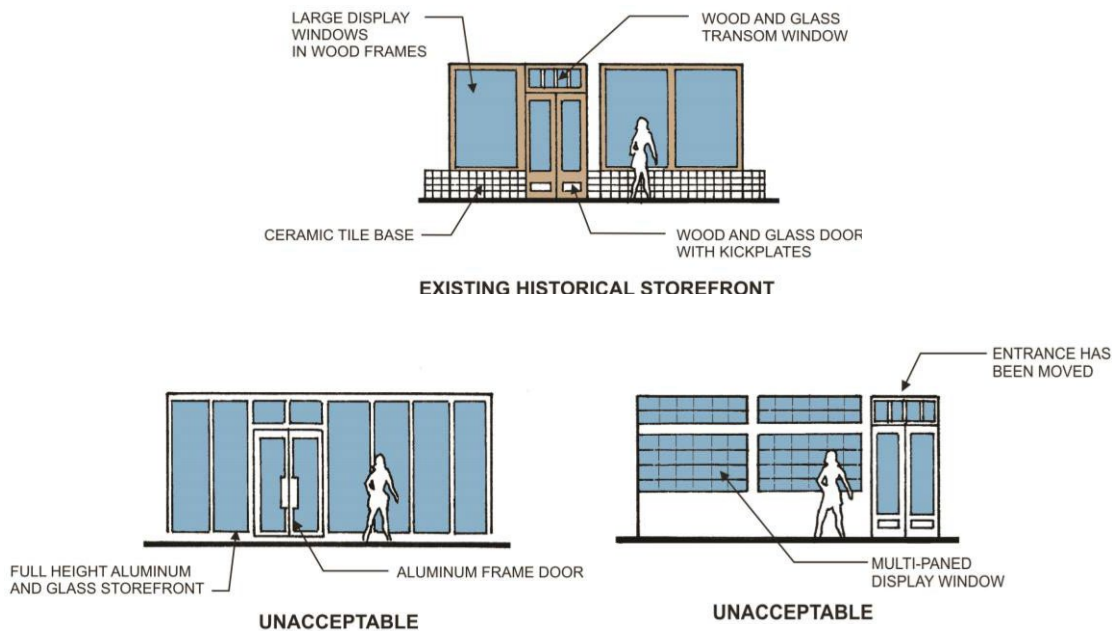 LARGE DISPLAY
WINDOWS
IN WOOD FRAMES
WOOD AND GLASS
TRANSOM WINDOW
CERAMIC TILE BASE
WOOD AND GLASS DOOR
WITH KICKPLATES
EXISTING HISTORICAL STOREFRONT
FULL HEIGHT ALUMINUM
AND GLASS STOREFRONT
ALUMINUM FRAME DOOR
UNACCEPTABLE
ENTRANCE HAS
BEEN MOVED
MULTI-PANED
DISPLAY WINDOW
UNACCEPTABLE